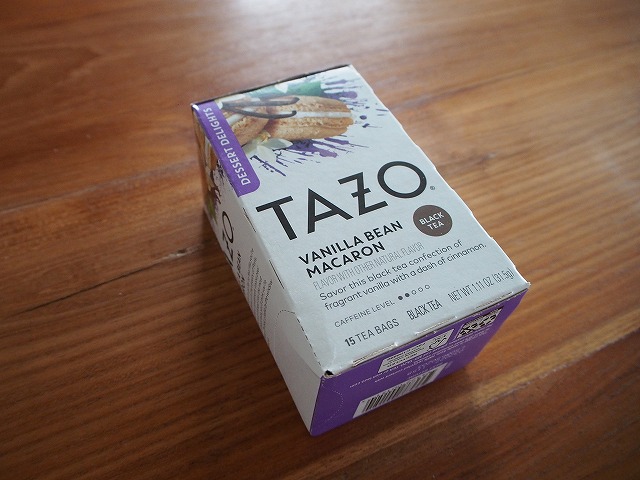 DESSERT DELIGHTS
TAZO®
VANILLA BEAN
MACARON
BLACK
TEA
FLAVOR WITH OTHER NATURAL FLAVOR
Savor this black tea confection of
fragrant vanilla with a dash of cinnamon.
CAFFEINE LEVEL
15 TEA BAGS BLACK TEA NET WT 1.11 OZ (31.5g)
TAZO